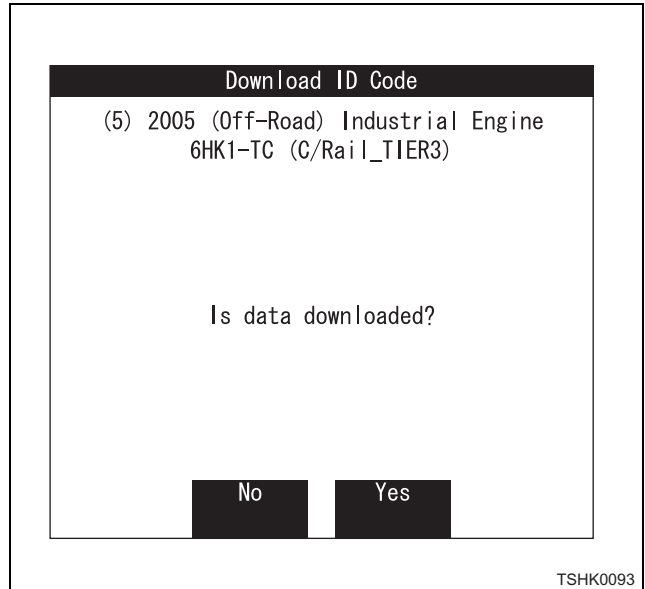 Download ID Code
(5) 2005 (Off-Road) Industrial Engine
6HK1-TC (C/Rail_TIER3)
Is data downloaded?
No Yes
TSHK0093